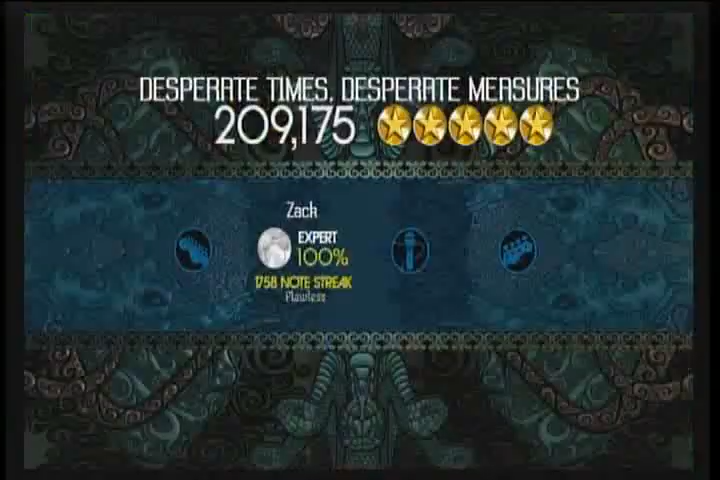 DESPERATE TIMES, DESPERATE MEASURES
209,175
Zack
EXPERT
100%
1758 NOTE STREAK
Flawless